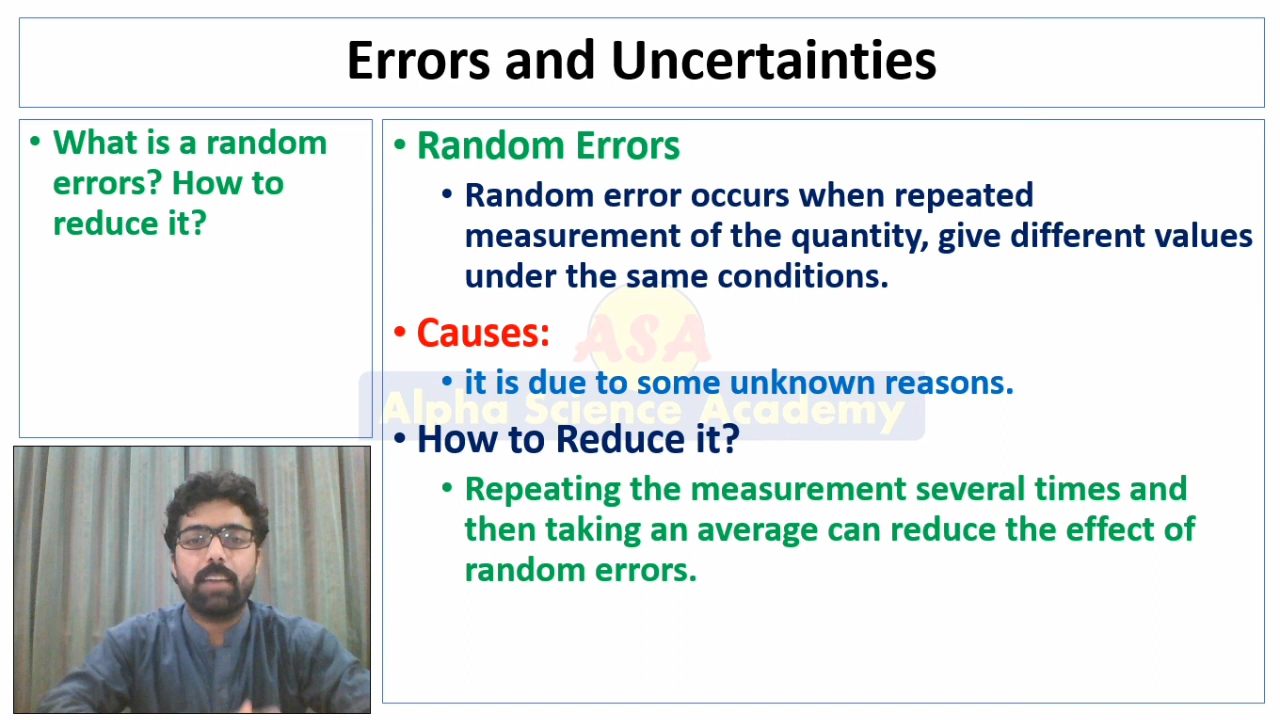 Errors and Uncertainties
• What is a random
errors? How to
reduce it?
• Random Errors
• Random error occurs when repeated
measurement of the quantity, give different values
under the same conditions.
• Causes:
• it is due to some unknown reasons.
• How to Reduce it?
• Repeating the measurement several times and
then taking an average can reduce the effect of
random errors.
ASA
Alpha Science Academy